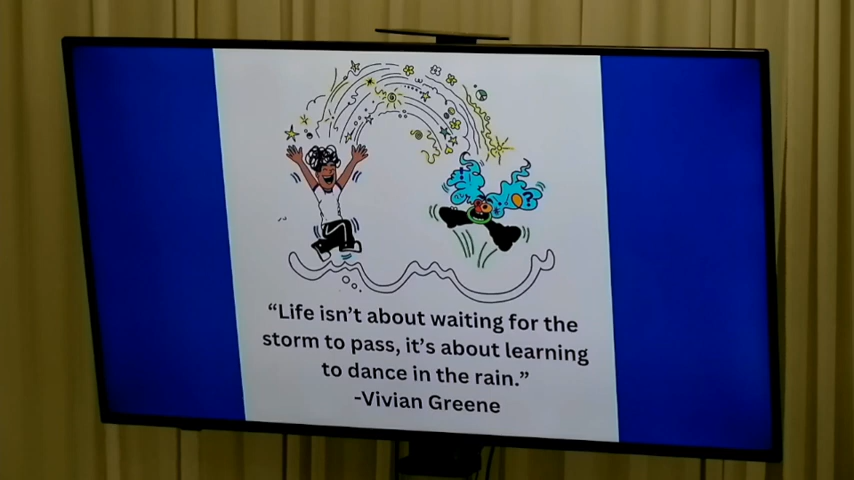 “Life isn’t about waiting for the
storm to pass, it’s about learning
to dance in the rain.”
-Vivian Greene